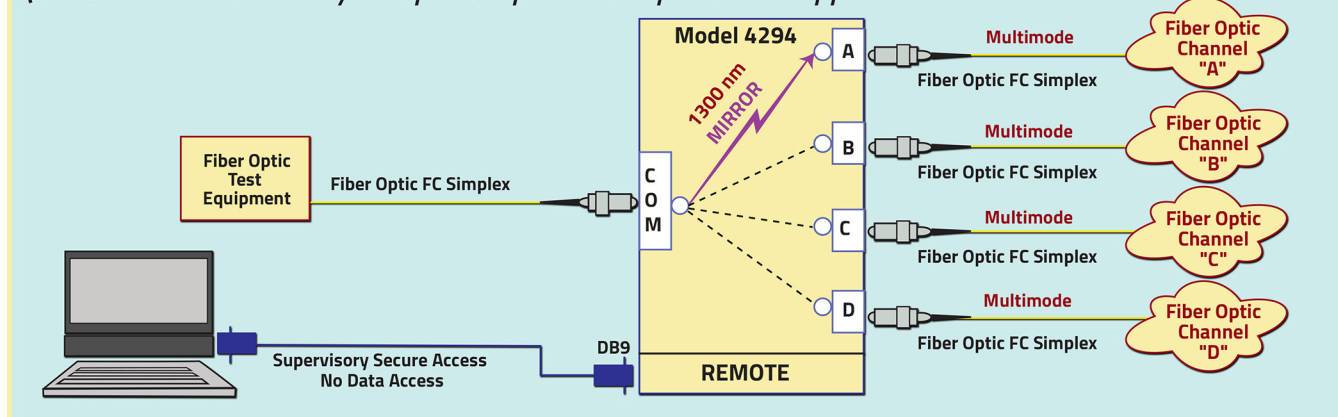 Model 4294
1300 nm
MIRROR
A
B
C
D
C
O
M
REMOTE
DB9
Fiber Optic
Test
Equipment
Fiber Optic FC Simplex
Supervisory Secure Access
No Data Access
Multimode
Fiber Optic FC Simplex
Fiber Optic
Channel
"A"
Multimode
Fiber Optic FC Simplex
Fiber Optic
Channel
"B"
Multimode
Fiber Optic FC Simplex
Fiber Optic
Channel
"C"
Multimode
Fiber Optic FC Simplex
Fiber Optic
Channel
"D"